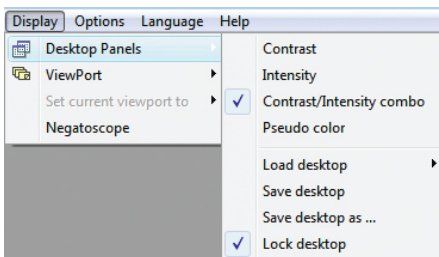 Display Options Language Help
Desktop Panels
ViewPort
Set current viewport to
Negatoscope
Contrast
Intensity
Contrast/Intensity combo
Pseudo color
Load desktop
Save desktop
Save desktop as ...
Lock desktop